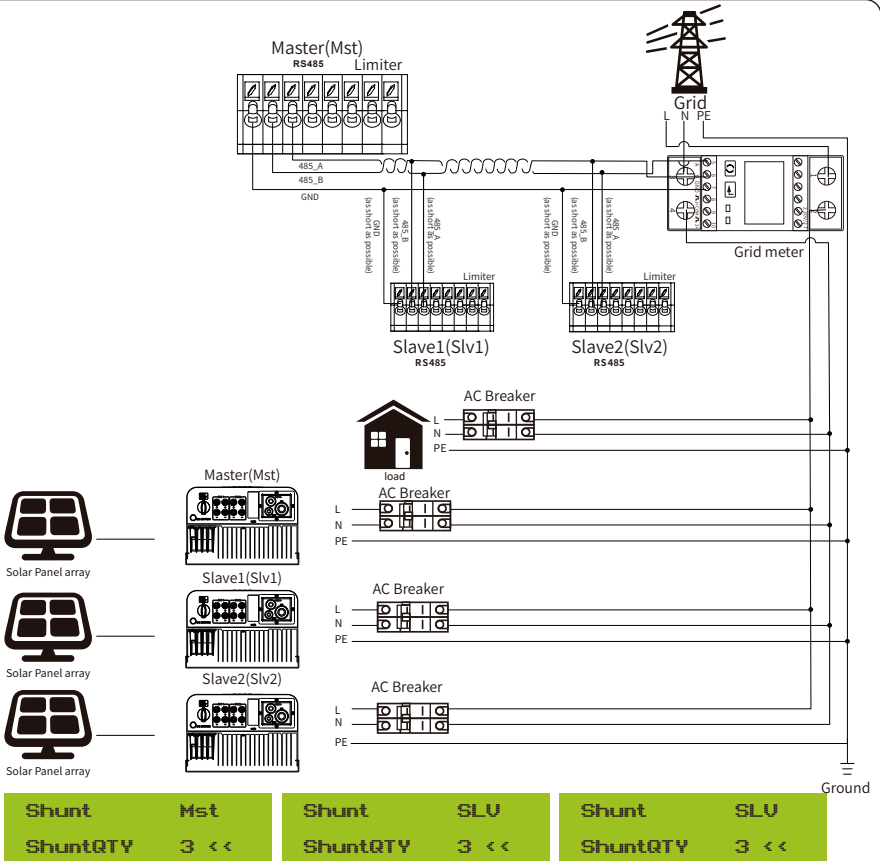 Master(Mst)
RS485
Limiter
Grid
L N PE
485_A
485_B
GND
Grid meter
GND
(as short as possible)
485_B
(as short as possible)
485_A
(as short as possible)
GND
(as short as possible)
485_B
(as short as possible)
485_A
(as short as possible)
Limiter
Limiter
Slave1(Slv1)
RS485
Slave2(Slv2)
RS485
AC Breaker
L
N
PE
load
Master(Mst)
AC Breaker
L
N
PE
Solar Panel array
Slave1(Slv1)
AC Breaker
L
N
PE
Solar Panel array
Slave2(Slv2)
AC Breaker
L
N
PE
Solar Panel array
Ground
Shunt Mst
ShuntQTY 3 <<
Shunt SLV
ShuntQTY 3 <<
Shunt SLV
ShuntQTY 3 <<